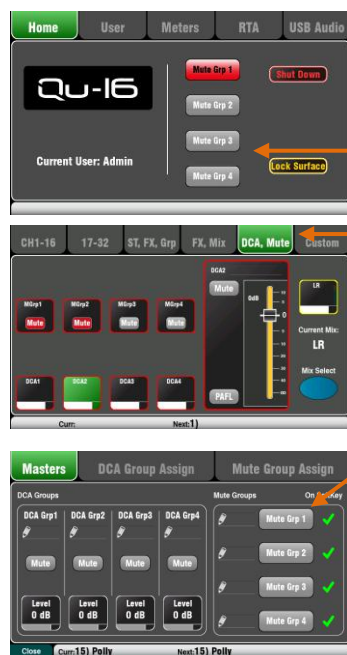 Home User Meters RTA USB Audio
Mute Grp 1
Shut Down
Qu-16
Mute Grp 2
Mute Grp 3
Current User: Admin
Lock Surface
Mute Grp 4
CH1-16 17-32 ST, FX, Grp FX, Mix DCA, Mute Custom
DCA2
Mute
0dB
LR
MGrp1 MGrp2 MGrp3 MGrp4
Mute Mute Mute Mute
0
Current Mix:
LR
Mix Select
DCA1 DCA2 DCA3 DCA4
PAFL
Curr: Next:1)
Masters DCA Group Assign Mute Group Assign
DCA Groups Mute Groups
DCA Grp1 DCA Grp2 DCA Grp3 DCA Grp4
Mute Grp 1
Mute Grp 2
Mute Mute Mute Mute
Mute Grp 3
Level Level Level Level
0 dB 0 dB 0 dB 0 dB
Mute Grp 4
Close Curr:15) Polly Next:15) Polly